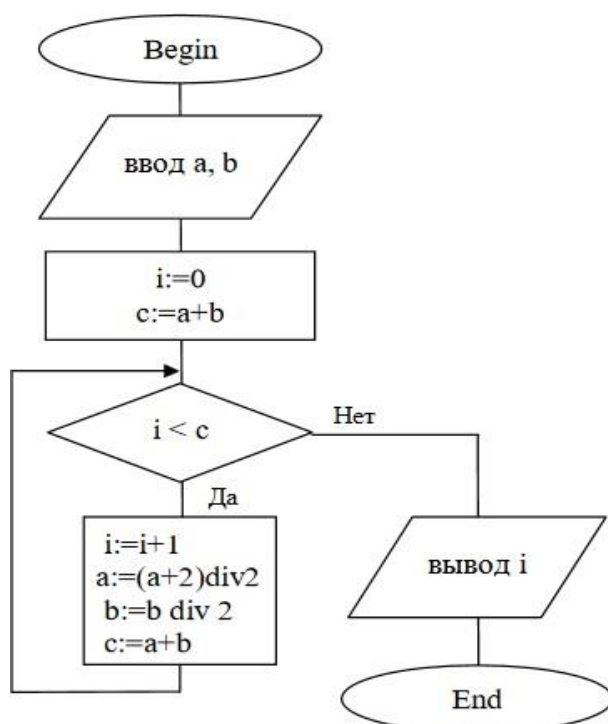 Begin
ввод a, b
i:=0
c:=a+b
i < c
Нет
Да
i:=i+1
a:=(a+2)div2
b:=b div 2
c:=a+b
вывод i
End